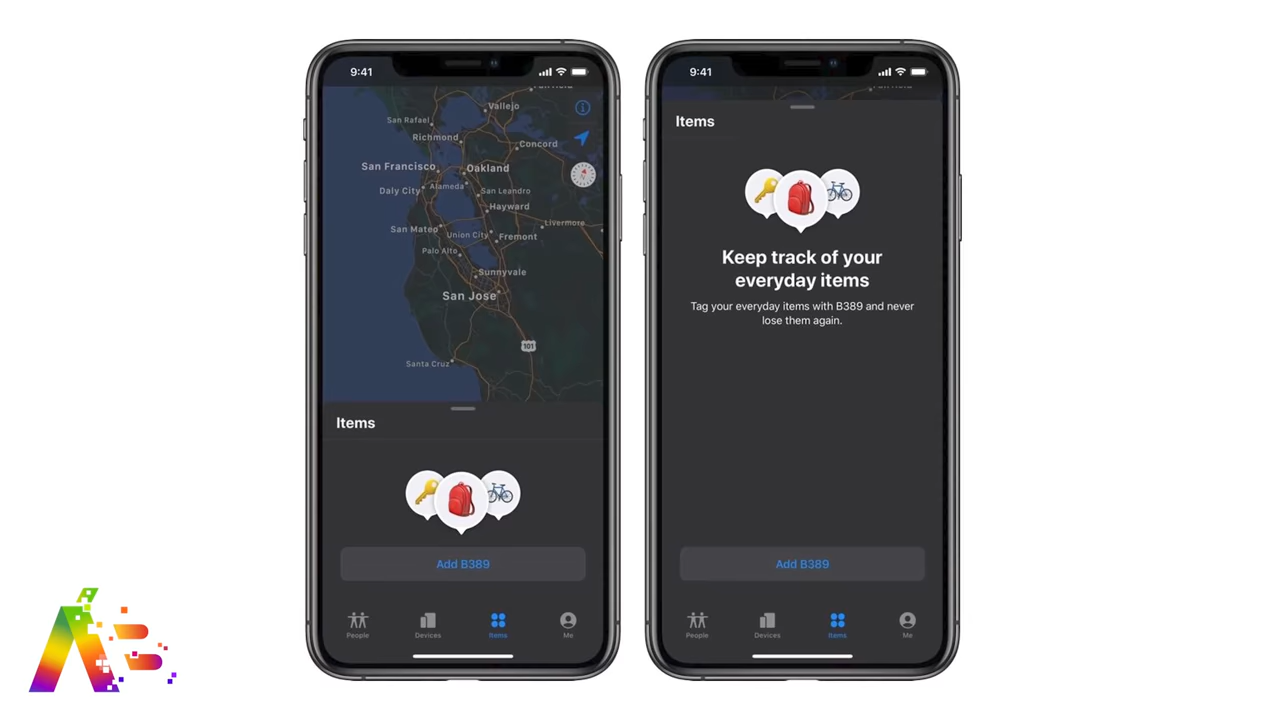 9:41
Vallejo
San Rafael
Richmond
Concord
San Francisco
Oakland
Daly City
Alameda
San Leandro
Hayward
Livermore
San Mateo
Union City
Fremont
Palo Alto
Sunnyvale
San Jose
101
Santa Cruz
Items
Add B389
People
Devices
Items
Me
9:41
Items
Keep track of your
everyday items
Tag your everyday items with B389 and never
lose them again.
Add B389
People
Devices
Items
Me
AE